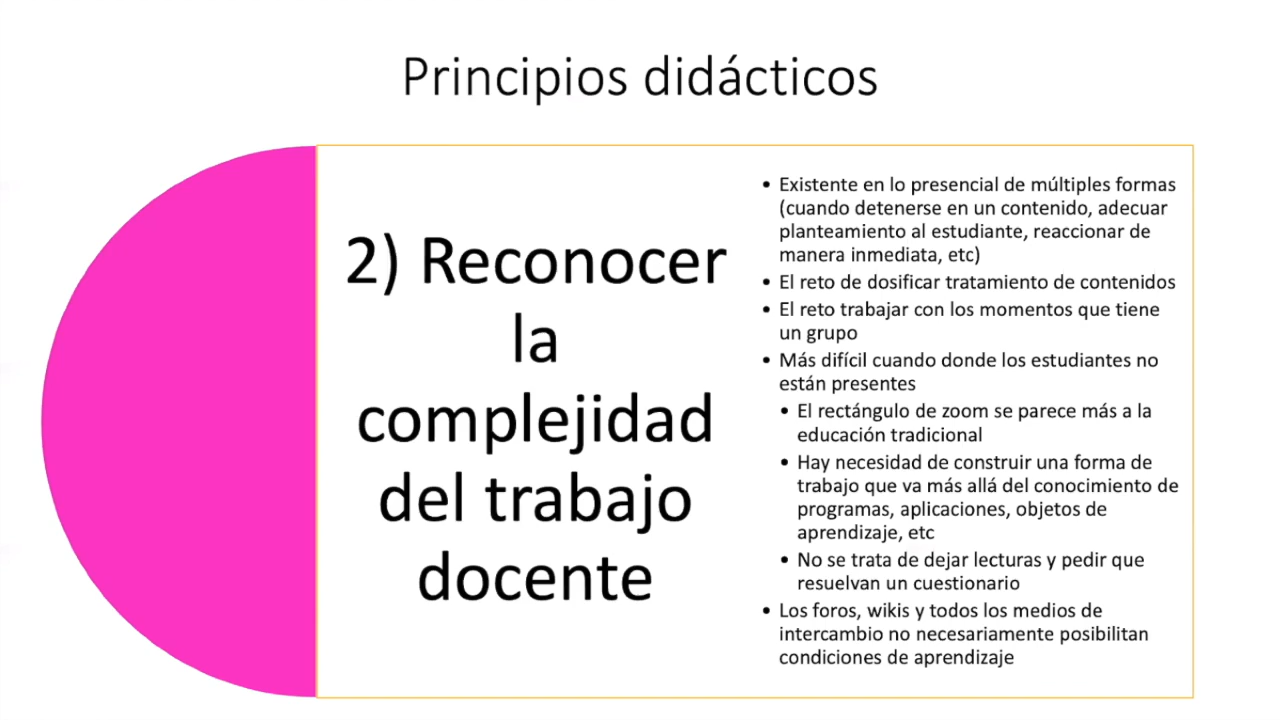 Principios didácticos
2) Reconocer
la
complejidad
del trabajo
docente
• Existente en lo presencial de múltiples formas
(cuando detenerse en un contenido, adecuar
planteamiento al estudiante, reaccionar de
manera inmediata, etc)
• El reto de dosificar tratamiento de contenidos
• El reto trabajar con los momentos que tiene
un grupo
• Más difícil cuando donde los estudiantes no
están presentes
• El rectángulo de zoom se parece más a la
educación tradicional
• Hay necesidad de construir una forma de
trabajo que va más allá del conocimiento de
programas, aplicaciones, objetos de
aprendizaje, etc
• No se trata de dejar lecturas y pedir que
resuelvan un cuestionario
• Los foros, wikis y todos los medios de
intercambio no necesariamente posibilitan
condiciones de aprendizaje